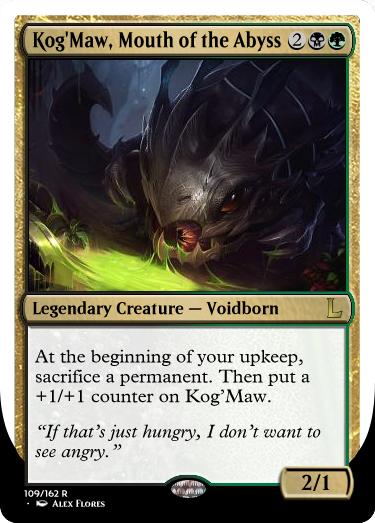 Kog'Maw, Mouth of the Abyss 2
Legendary Creature — Voidborn L
At the beginning of your upkeep,
sacrifice a permanent. Then put a
+1/+1 counter on Kog'Maw.
“If that's just hungry, I don't want to
see angry.”
2/1
109/162 R
· ALEX FLORES